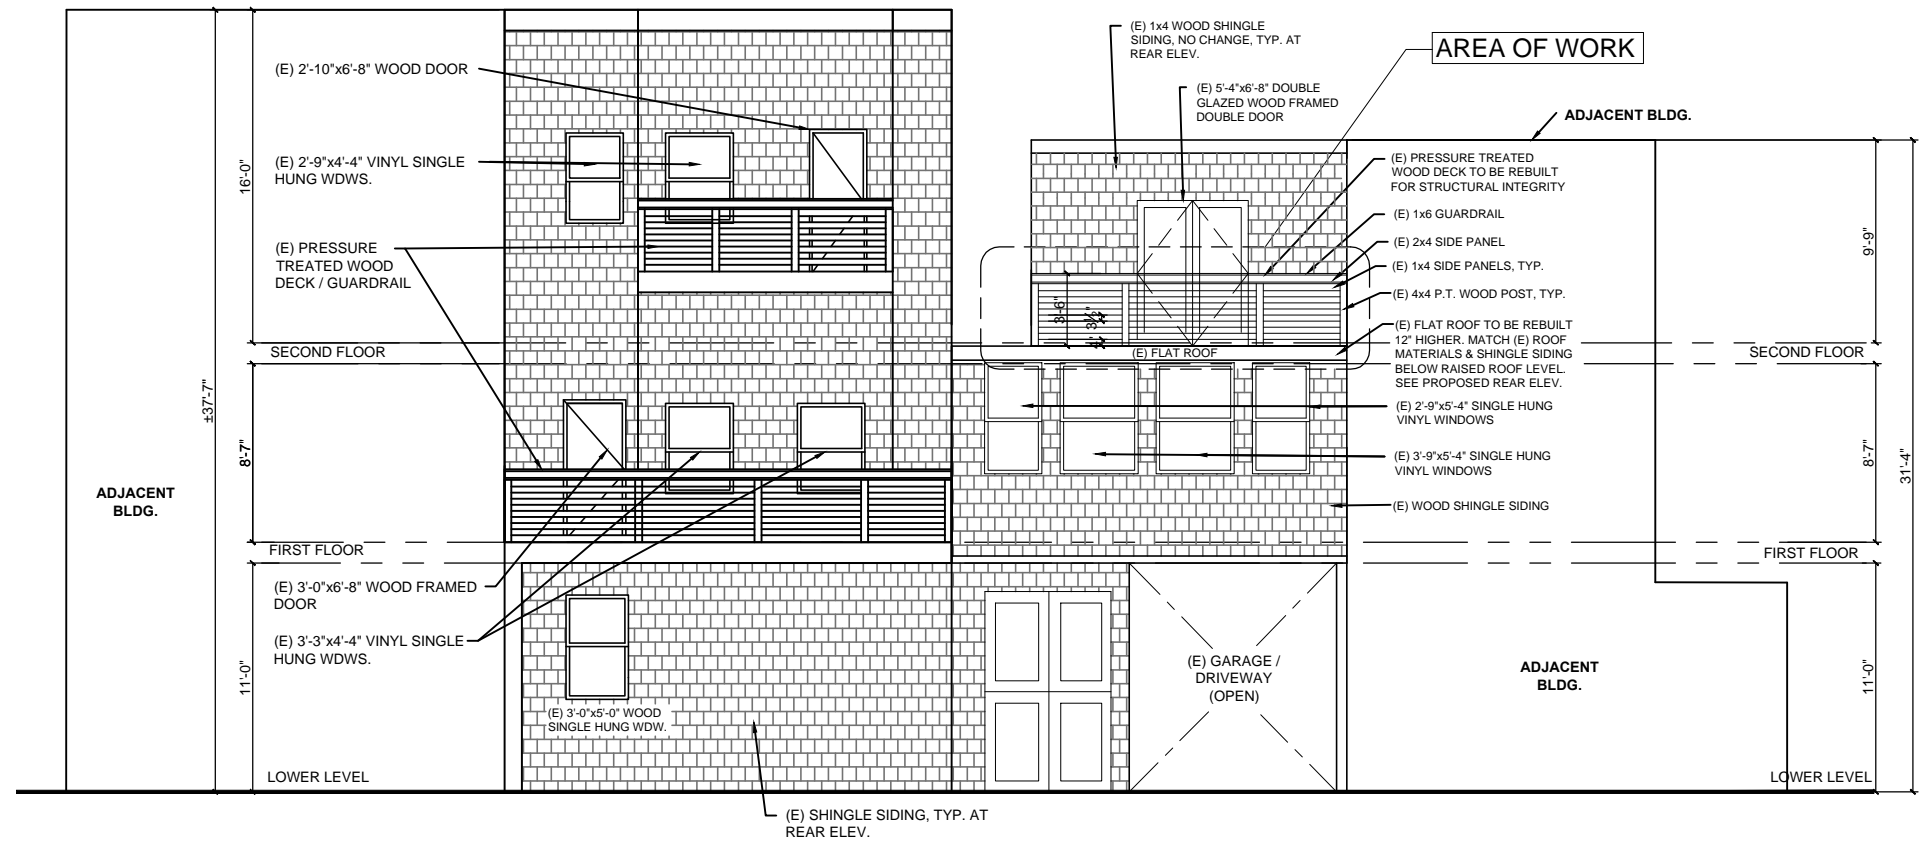 (E) 1x4 WOOD SHINGLE
SIDING, NO CHANGE, TYP. AT
REAR ELEV.
AREA OF WORK
(E) 2'-10"x6'-8" WOOD DOOR
(E) 5'-4"x6'-8" DOUBLE
GLAZED WOOD FRAMED
DOUBLE DOOR
ADJACENT BLDG.
(E) 2'-9"x4'-4" VINYL SINGLE
HUNG WDWS.
16'-0"
(E) PRESSURE TREATED
WOOD DECK TO BE REBUILT
FOR STRUCTURAL INTEGRITY
(E) 1x6 GUARDRAIL
(E) 2x4 SIDE PANEL
(E) 1x4 SIDE PANELS, TYP.
(E) 4x4 P.T. WOOD POST, TYP.
9'-9"
(E) PRESSURE
TREATED WOOD
DECK / GUARDRAIL
3'-6"
3½"
(E) FLAT ROOF
(E) FLAT ROOF TO BE REBUILT
12" HIGHER. MATCH (E) ROOF
MATERIALS & SHINGLE SIDING
BELOW RAISED ROOF LEVEL.
SEE PROPOSED REAR ELEV.
SECOND FLOOR
SECOND FLOOR
±37'-7"
8'-7"
(E) 2'-9"x5'-4" SINGLE HUNG
VINYL WINDOWS
(E) 3'-9"x5'-4" SINGLE HUNG
VINYL WINDOWS
8'-7"
31'-4"
ADJACENT
BLDG.
(E) WOOD SHINGLE SIDING
FIRST FLOOR
FIRST FLOOR
(E) 3'-0"x6'-8" WOOD FRAMED
DOOR
(E) 3'-3"x4'-4" VINYL SINGLE
HUNG WDWS.
11'-0"
(E) GARAGE /
DRIVEWAY
(OPEN)
ADJACENT
BLDG.
11'-0"
(E) 3'-0"x5'-0" WOOD
SINGLE HUNG WDW.
LOWER LEVEL
LOWER LEVEL
(E) SHINGLE SIDING, TYP. AT
REAR ELEV.